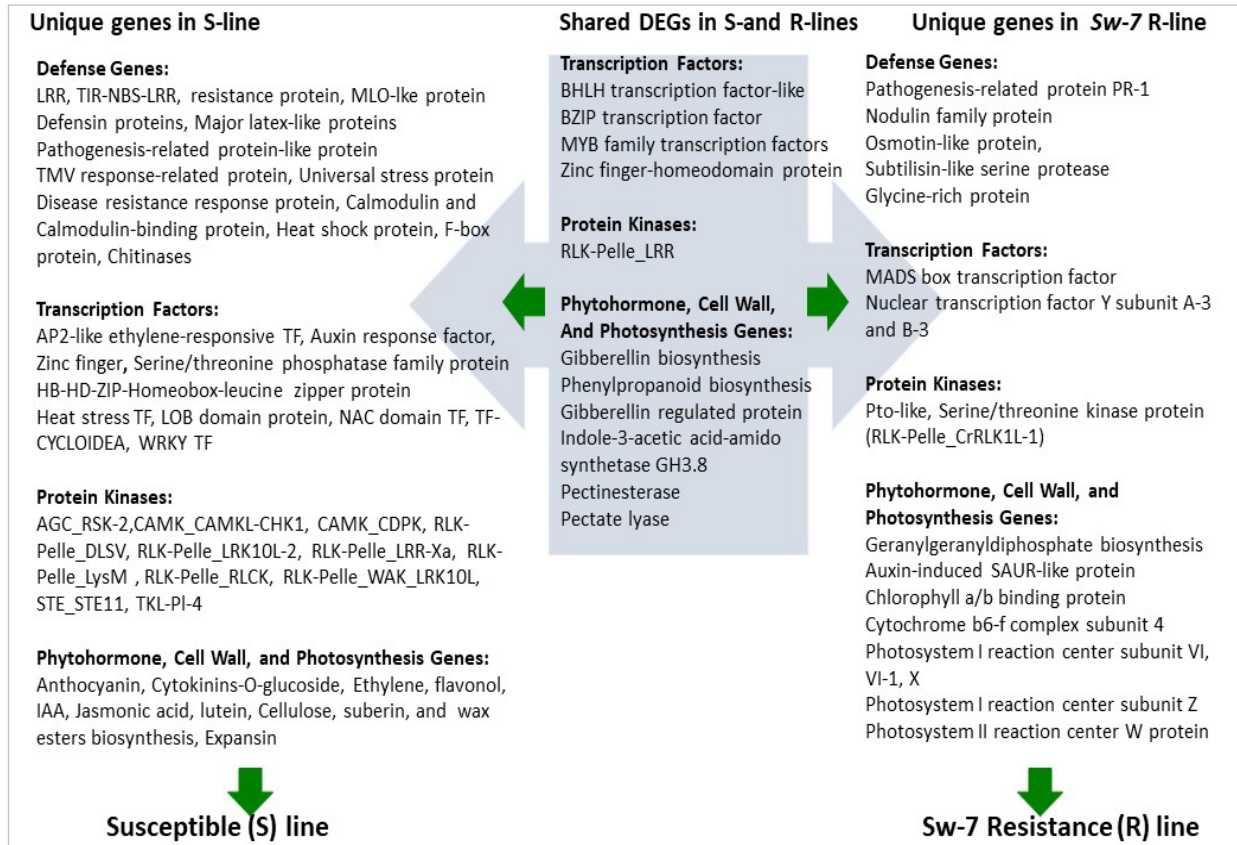 Unique genes in S-line
Defense Genes:
LRR, TIR-NBS-LRR, resistance protein, MLO-lke protein
Defensin proteins, Major latex-like proteins
Pathogenesis-related protein-like protein
TMV response-related protein, Universal stress protein
Disease resistance response protein, Calmodulin and
Calmodulin-binding protein, Heat shock protein, F-box
protein, Chitinases
Transcription Factors:
AP2-like ethylene-responsive TF, Auxin response factor,
Zinc finger, Serine/threonine phosphatase family protein
HB-HD-ZIP-Homeobox-leucine zipper protein
Heat stress TF, LOB domain protein, NAC domain TF, TF-
CYCLOIDEA, WRKY TF
Protein Kinases:
AGC_RSK-2,CAMK_CAMKL-CHK1, CAMK_CDPK, RLK-
Pelle_DLSV, RLK-Pelle_LRK10L-2, RLK-Pelle_LRR-Xa, RLK-
Pelle_LysM , RLK-Pelle_RLCK, RLK-Pelle_WAK_LRK10L,
STE_STE11, TKL-Pl-4
Phytohormone, Cell Wall, and Photosynthesis Genes:
Anthocyanin, Cytokinins-O-glucoside, Ethylene, flavonol,
IAA, Jasmonic acid, lutein, Cellulose, suberin, and wax
esters biosynthesis, Expansin
Susceptible (S) line
Shared DEGs in S-and R-lines
Transcription Factors:
BHLH transcription factor-like
BZIP transcription factor
MYB family transcription factors
Zinc finger-homeodomain protein
Protein Kinases:
RLK-Pelle_LRR
Phytohormone, Cell Wall,
And Photosynthesis Genes:
Gibberellin biosynthesis
Phenylpropanoid biosynthesis
Gibberellin regulated protein
Indole-3-acetic acid-amido
synthetase GH3.8
Pectinesterase
Pectate lyase
Unique genes in Sw-7 R-line
Defense Genes:
Pathogenesis-related protein PR-1
Nodulin family protein
Osmotin-like protein,
Subtilisin-like serine protease
Glycine-rich protein
Transcription Factors:
MADS box transcription factor
Nuclear transcription factor Y subunit A-3
and B-3
Protein Kinases:
Pto-like, Serine/threonine kinase protein
(RLK-Pelle_CrRLK1L-1)
Phytohormone, Cell Wall, and
Photosynthesis Genes:
Geranylgeranyldiphosphate biosynthesis
Auxin-induced SAUR-like protein
Chlorophyll a/b binding protein
Cytochrome b6-f complex subunit 4
Photosystem I reaction center subunit VI,
VI-1, X
Photosystem I reaction center subunit Z
Photosystem II reaction center W protein
Sw-7 Resistance (R) line